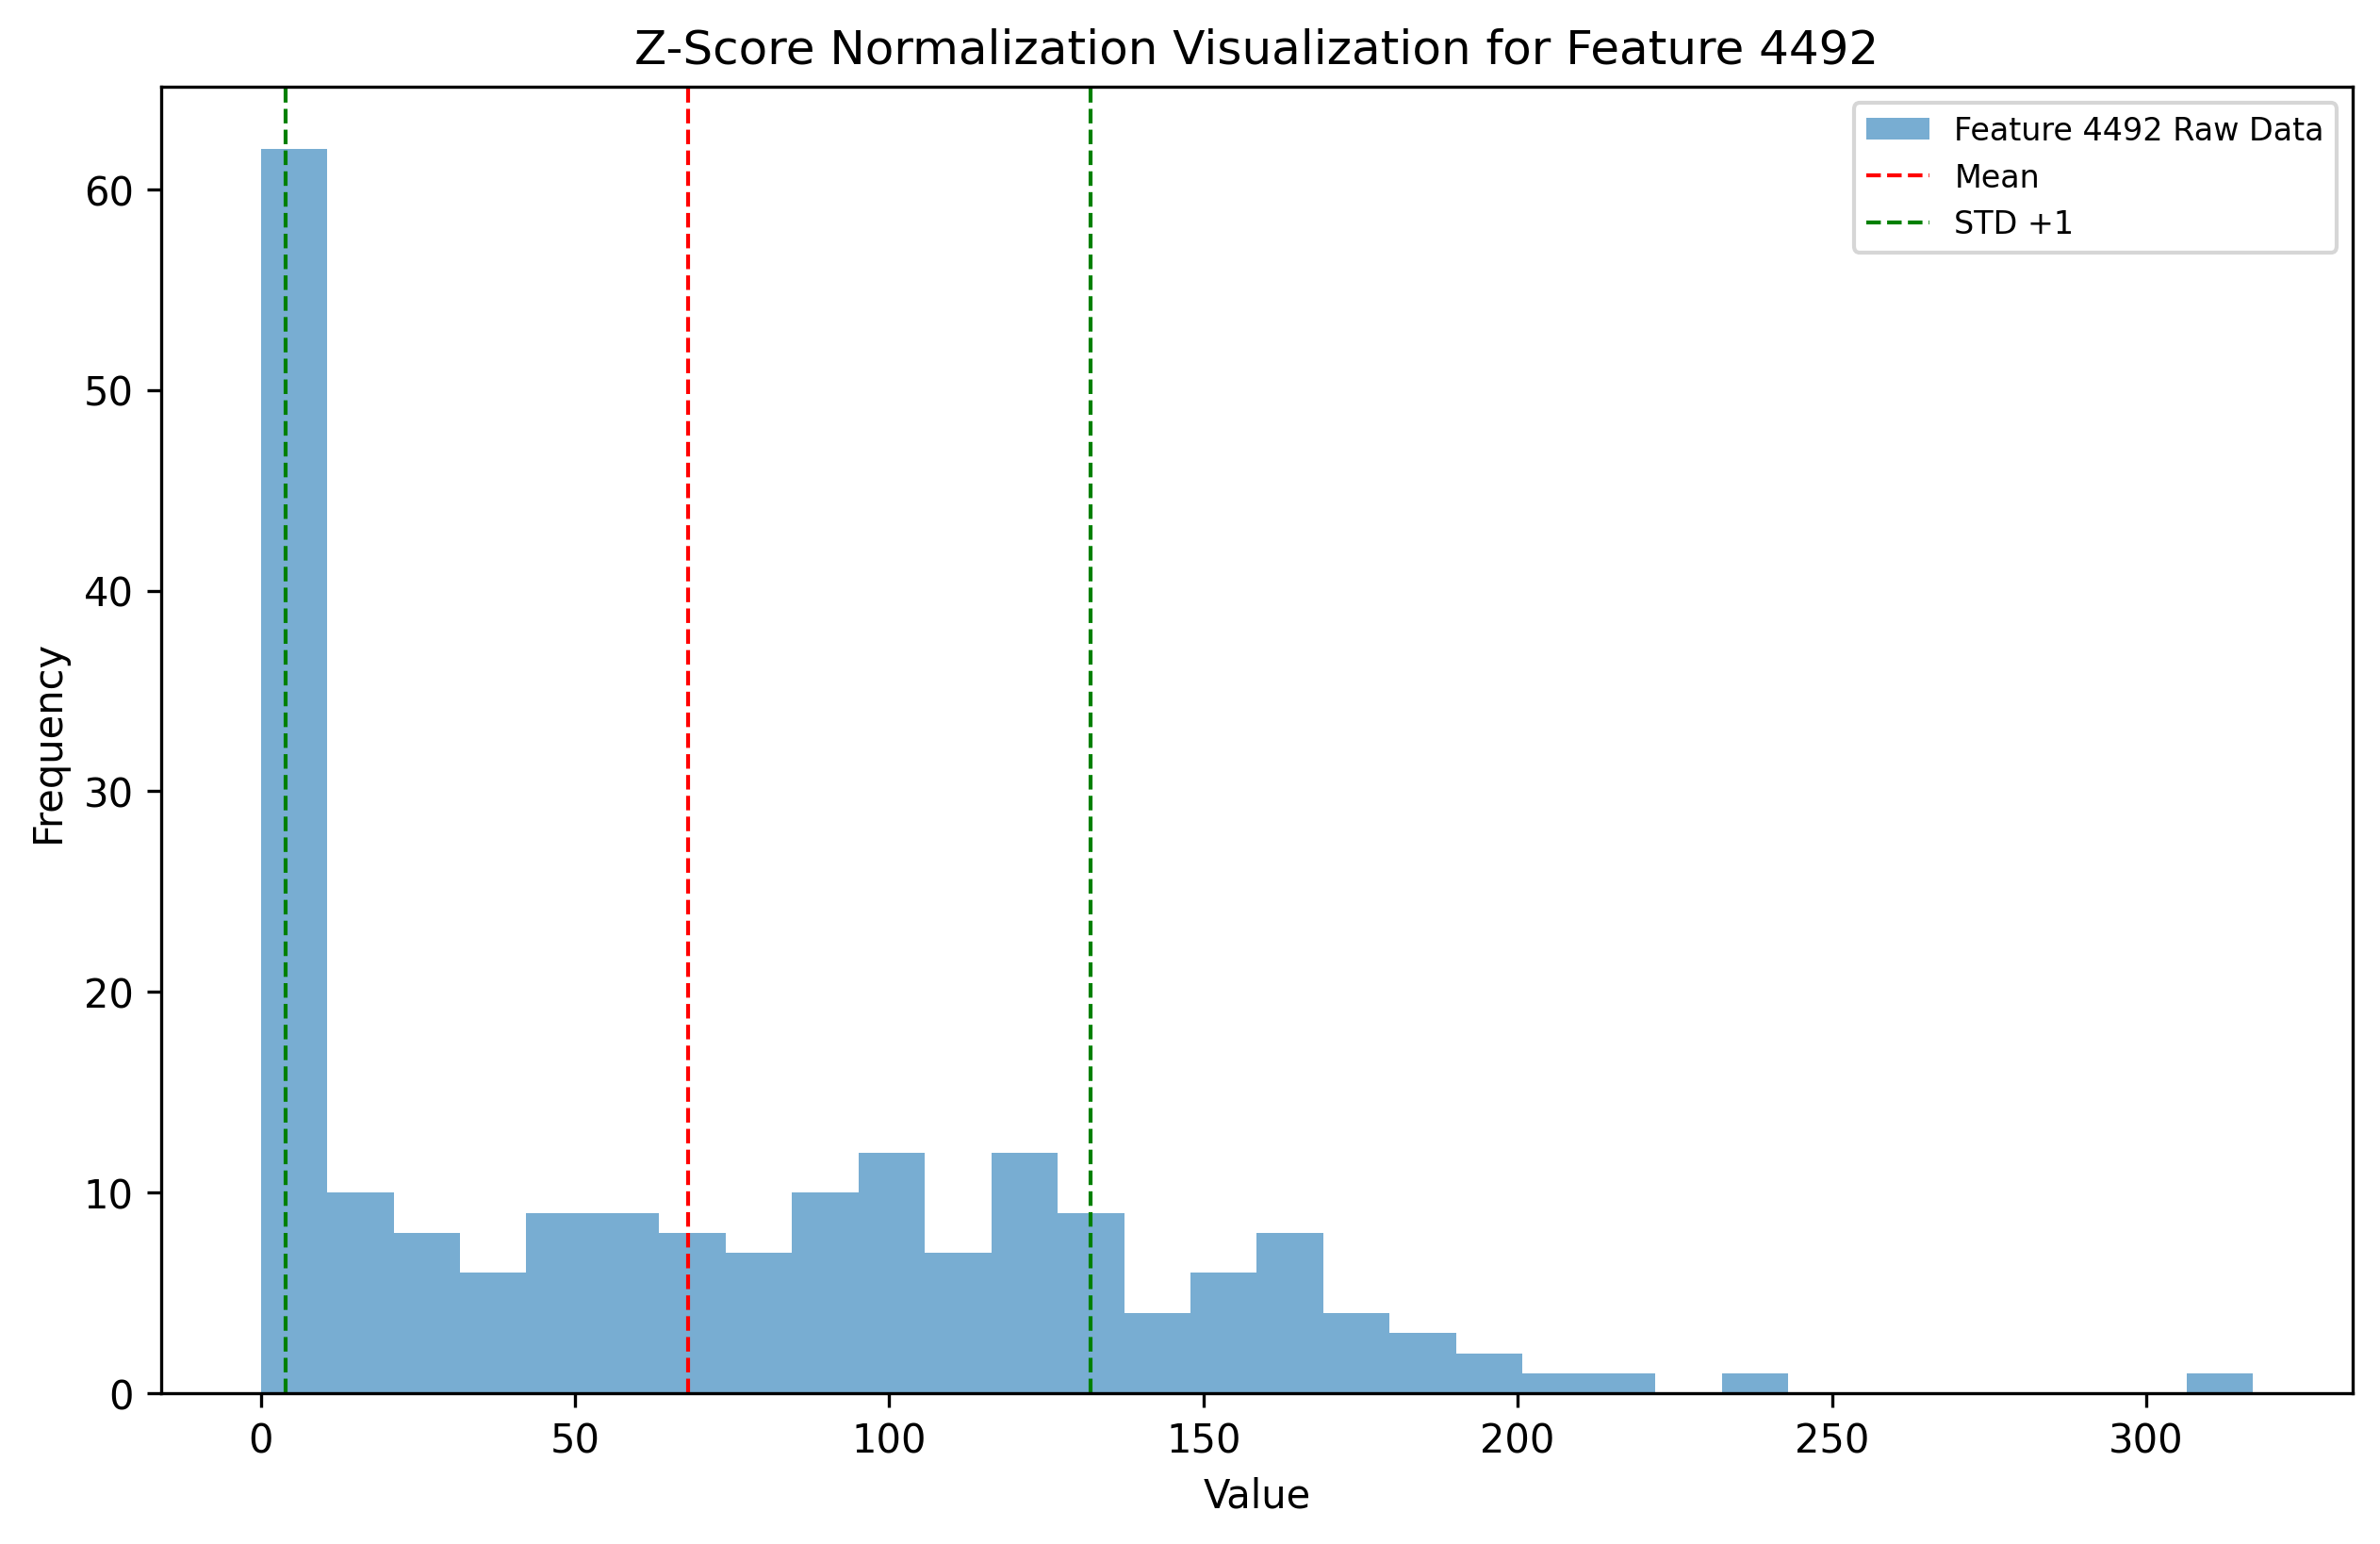 Z-Score Normalization Visualization for Feature 4492
Feature 4492 Raw Data
Mean
STD +1
Frequency
60
50
40
30
20
10
0
0 50 100 150 200 250 300
Value